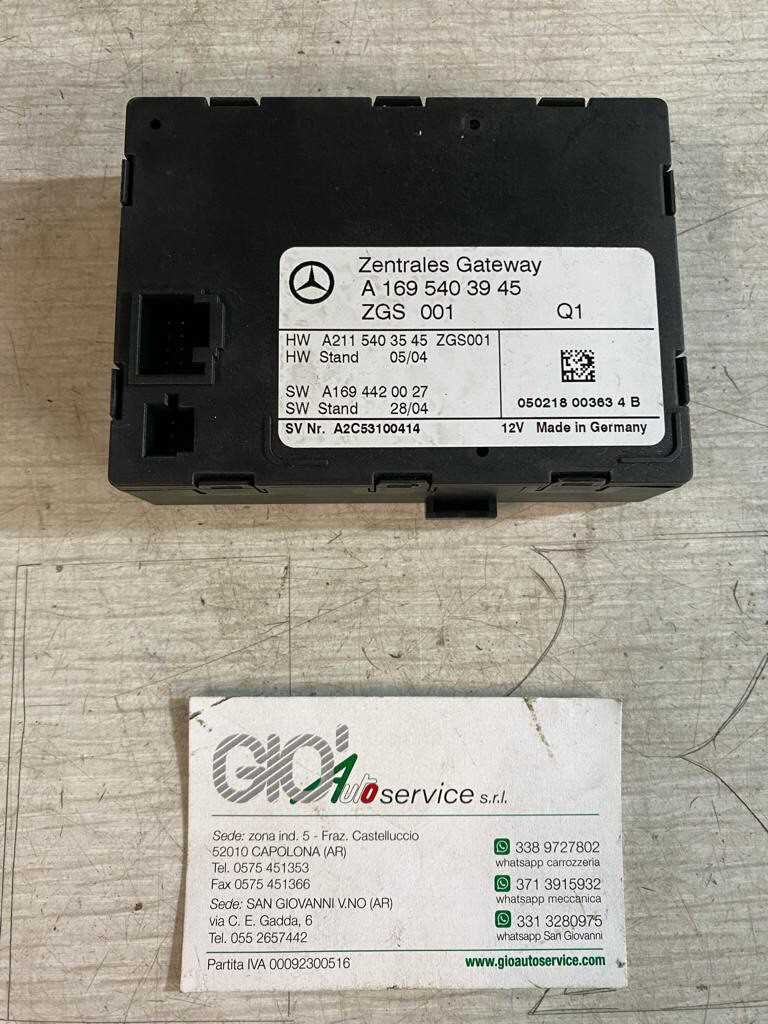 Zentrales Gateway
A 169 540 39 45
ZGS 001 Q1
HW A211 540 35 45 ZGS001
HW Stand 05/04
SW A169 442 00 27
SW Stand 28/04
050218 00363 4 B
SV Nr. A2C53100414 12V Made in Germany
GIO' Autoservice s.r.l.
Sede: zona ind. 5 - Fraz. Castelluccio
52010 CAPOLONA (AR)
Tel. 0575 451353
Fax 0575 451366
Sede: SAN GIOVANNI V.NO (AR)
via C. E. Gadda, 6
Tel. 055 2657442
338 9727802
whatsapp carrozzeria
371 3915932
whatsapp meccanica
331 3280975
whatsapp San Giovanni
Partita IVA 00092300516 www.gioautoservice.com